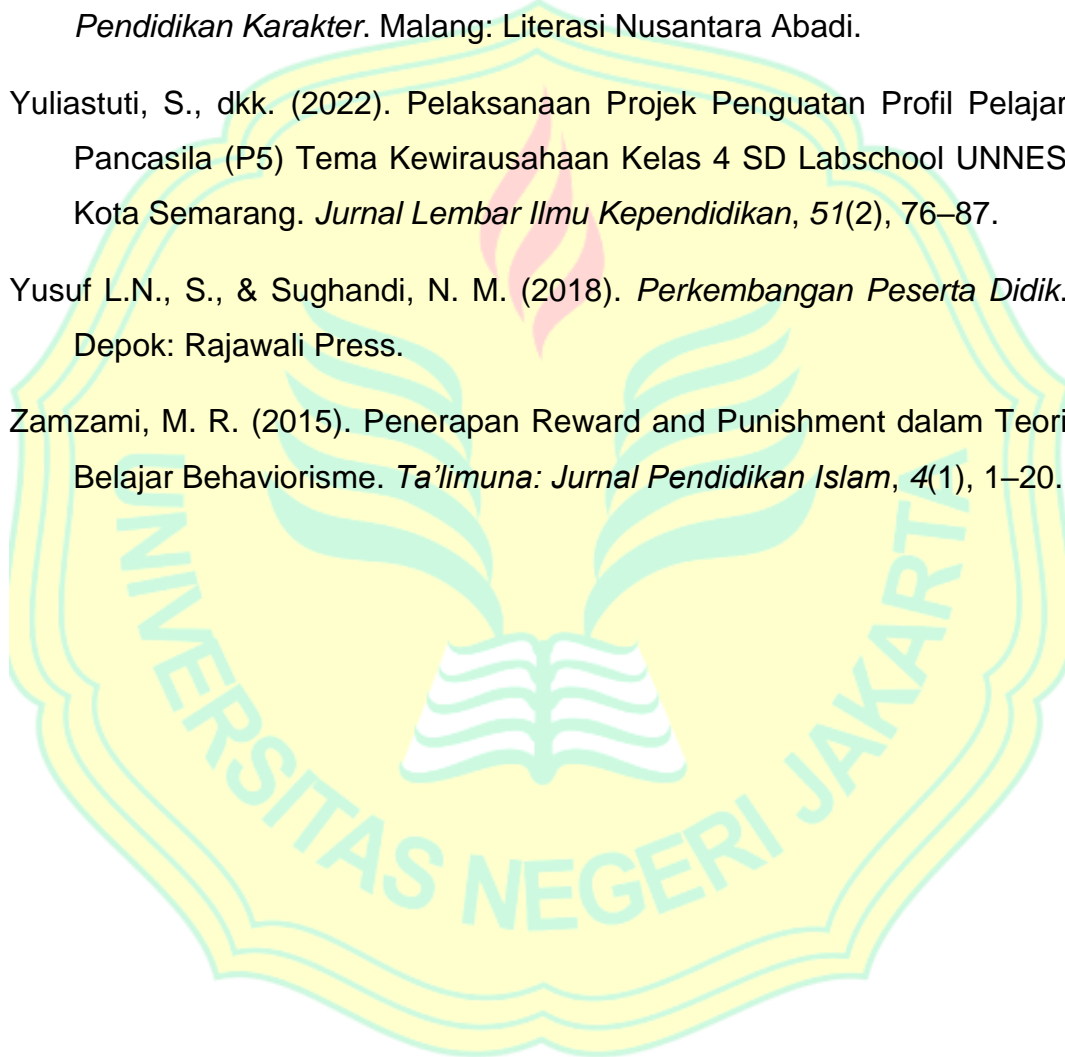 Pendidikan Karakter. Malang: Literasi Nusantara Abadi.
Yuliastuti, S., dkk. (2022). Pelaksanaan Projek Penguatan Profil Pelajar
Pancasila (P5) Tema Kewirausahaan Kelas 4 SD Labschool UNNES
Kota Semarang. Jurnal Lembar Ilmu Kependidikan, 51(2), 76–87.
Yusuf L.N., S., & Sughandi, N. M. (2018). Perkembangan Peserta Didik.
Depok: Rajawali Press.
Zamzami, M. R. (2015). Penerapan Reward and Punishment dalam Teori
Belajar Behaviorisme. Ta’limuna: Jurnal Pendidikan Islam, 4(1), 1–20.
UNIVERSITAS NEGERI JAKARTA